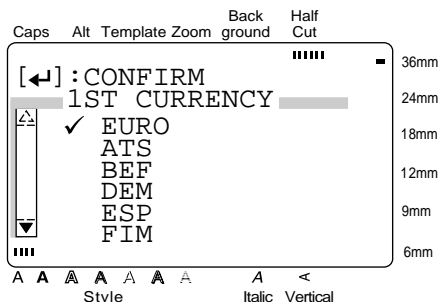 Caps Alt Template Zoom Back ground Half Cut
[↵]:CONFIRM
1ST CURRENCY
✓ EURO
ATS
BEF
DEM
ESP
FIM
36mm
24mm
18mm
12mm
9mm
6mm
A A A A A A A A A
Style Italic Vertical